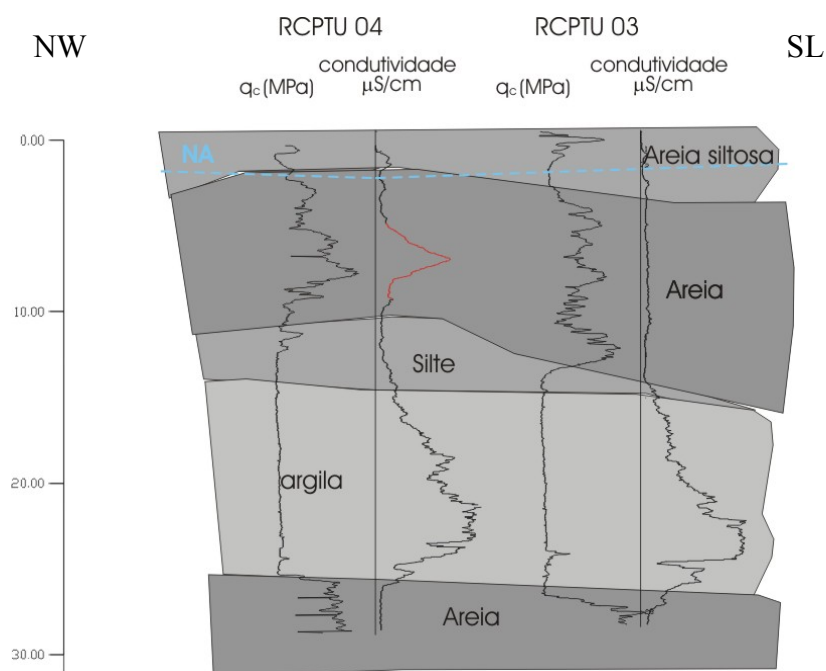 NW
RCPTU 04
RCPTU 03
SL
qc (MPa)
condutividade
µS/cm
qc (MPa)
condutividade
µS/cm
0.00
NA
Areia siltosa
10.00
Areia
Silte
20.00
argila
Areia
30.00